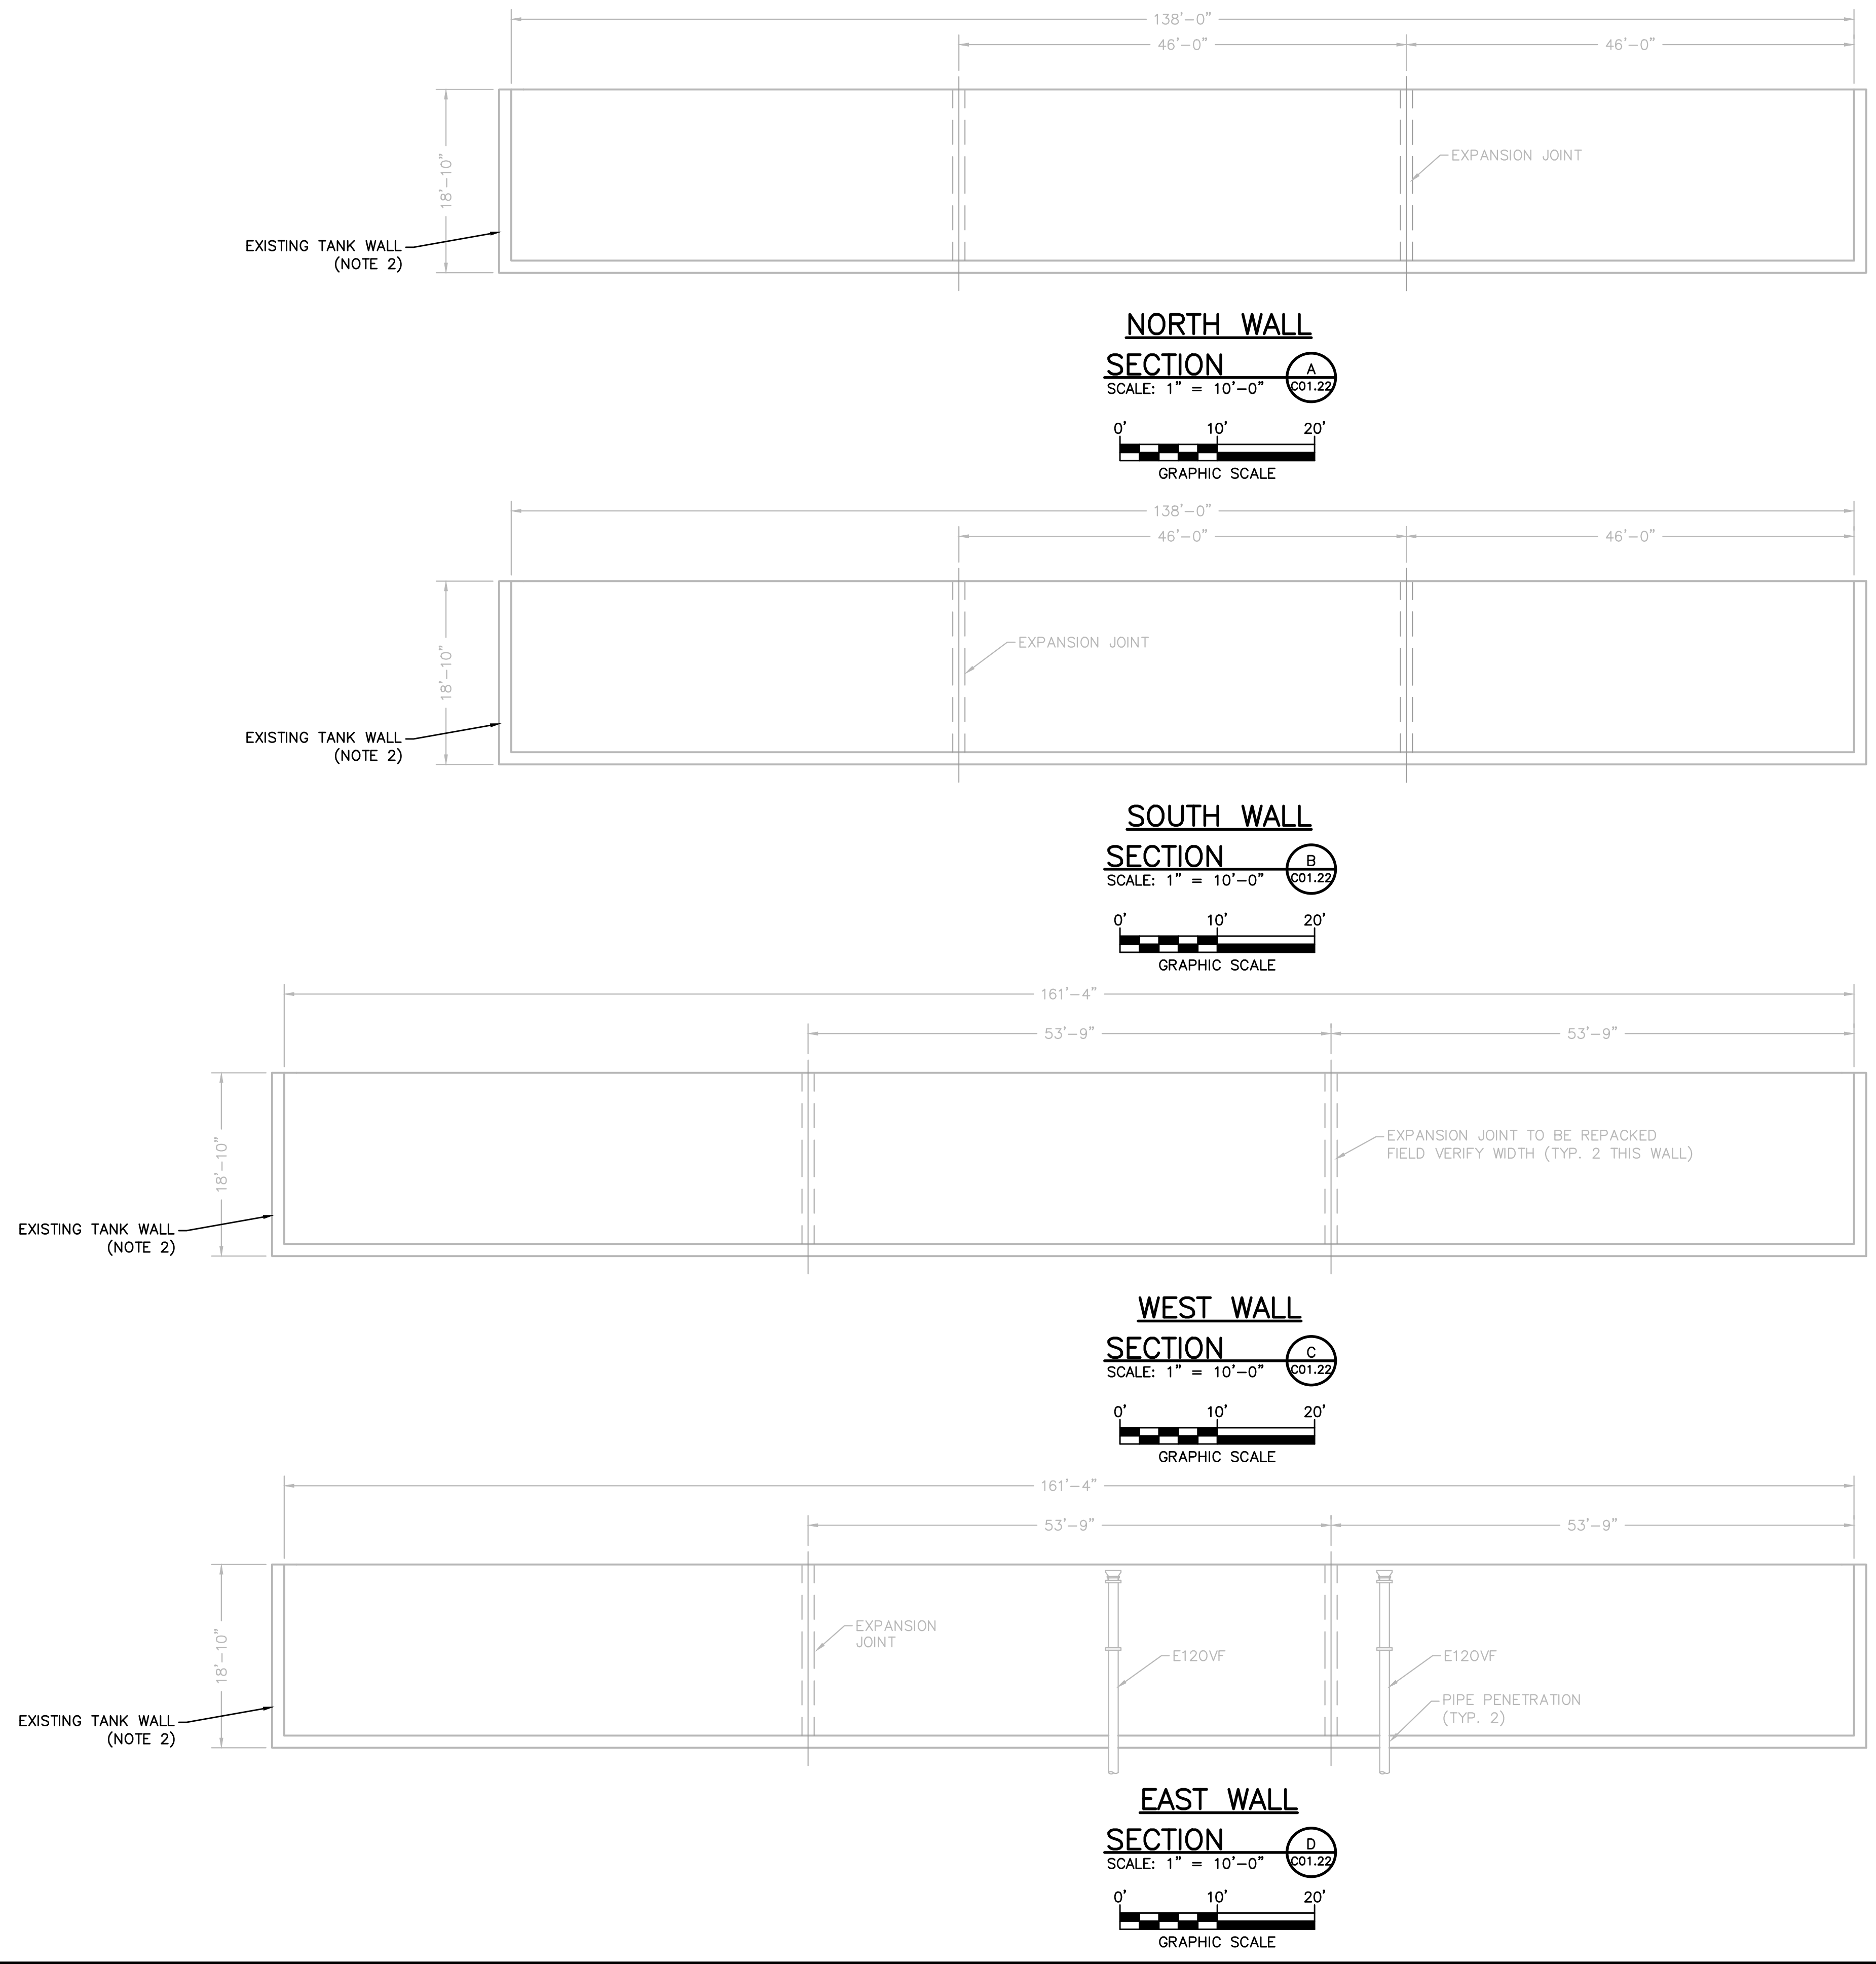 138'-0"
46'-0"
46'-0"
18'-10"
EXPANSION JOINT
EXISTING TANK WALL
(NOTE 2)
NORTH WALL
SECTION
A
C01.22
SCALE: 1" = 10'-0"
0'
10'
20'
GRAPHIC SCALE
138'-0"
46'-0"
46'-0"
18'-10"
EXPANSION JOINT
EXISTING TANK WALL
(NOTE 2)
SOUTH WALL
SECTION
B
C01.22
SCALE: 1" = 10'-0"
0'
10'
20'
GRAPHIC SCALE
161'-4"
53'-9"
53'-9"
18'-10"
EXPANSION JOINT TO BE REPACKED
FIELD VERIFY WIDTH (TYP. 2 THIS WALL)
EXISTING TANK WALL
(NOTE 2)
WEST WALL
SECTION
C
C01.22
SCALE: 1" = 10'-0"
0'
10'
20'
GRAPHIC SCALE
161'-4"
53'-9"
53'-9"
18'-10"
EXPANSION
JOINT
E12OVF
E12OVF
PIPE PENETRATION
(TYP. 2)
EXISTING TANK WALL
(NOTE 2)
EAST WALL
SECTION
D
C01.22
SCALE: 1" = 10'-0"
0'
10'
20'
GRAPHIC SCALE